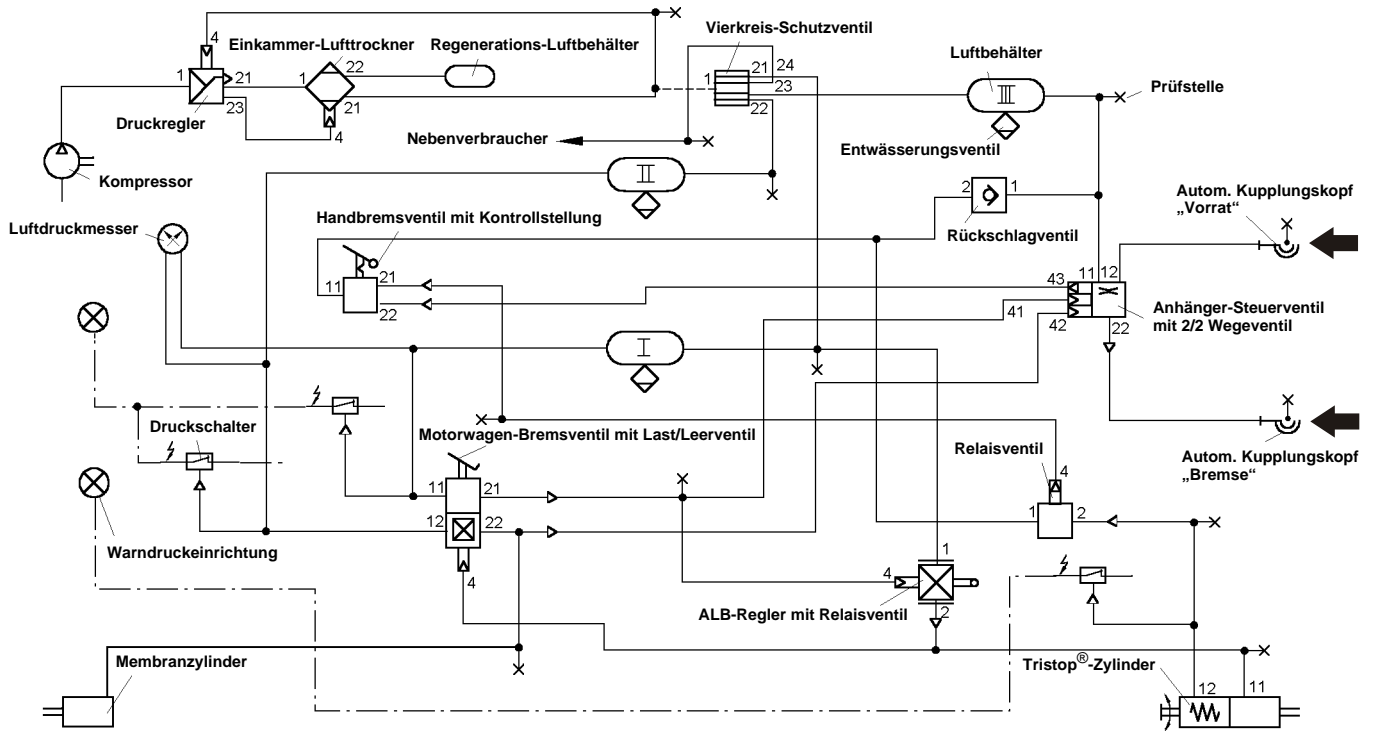 4
Einkammer-Lufttrockner
Regenerations-Luftbehälter
Vierkreis-Schutzventil
Luftbehälter
1
21
23
1
22
21
4
Druckregler
1
21
24
23
22
III
Prüfstelle
Nebenverbraucher
Entwässerungsventil
Kompressor
II
2
1
Rückschlagventil
Autom. Kupplungskopf
„Vorrat“
Luftdruckmesser
Handbremsventil mit Kontrollstellung
11
21
22
43
11
12
41
42
22
Anhänger-Steuerventil
mit 2/2 Wegeventil
I
Druckschalter
Motorwagen-Bremsventil mit Last/Leerventil
Relaisventil
Autom. Kupplungskopf
„Bremse“
11
21
12
22
4
4
1
2
Warndruckeinrichtung
1
4
2
ALB-Regler mit Relaisventil
Membranzylinder
Tristop®-Zylinder
12
11